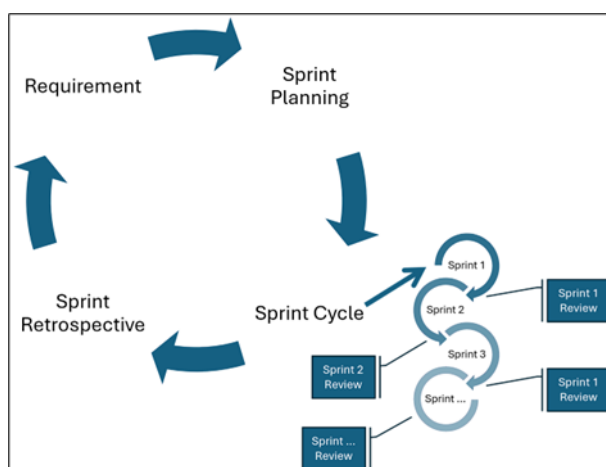 Requirement
Sprint
Planning
Sprint Cycle
Sprint
Retrospective
Sprint 1
Sprint 2
Sprint 3
Sprint ...
Sprint 1
Review
Sprint 2
Review
Sprint 1
Review
Sprint ...
Review